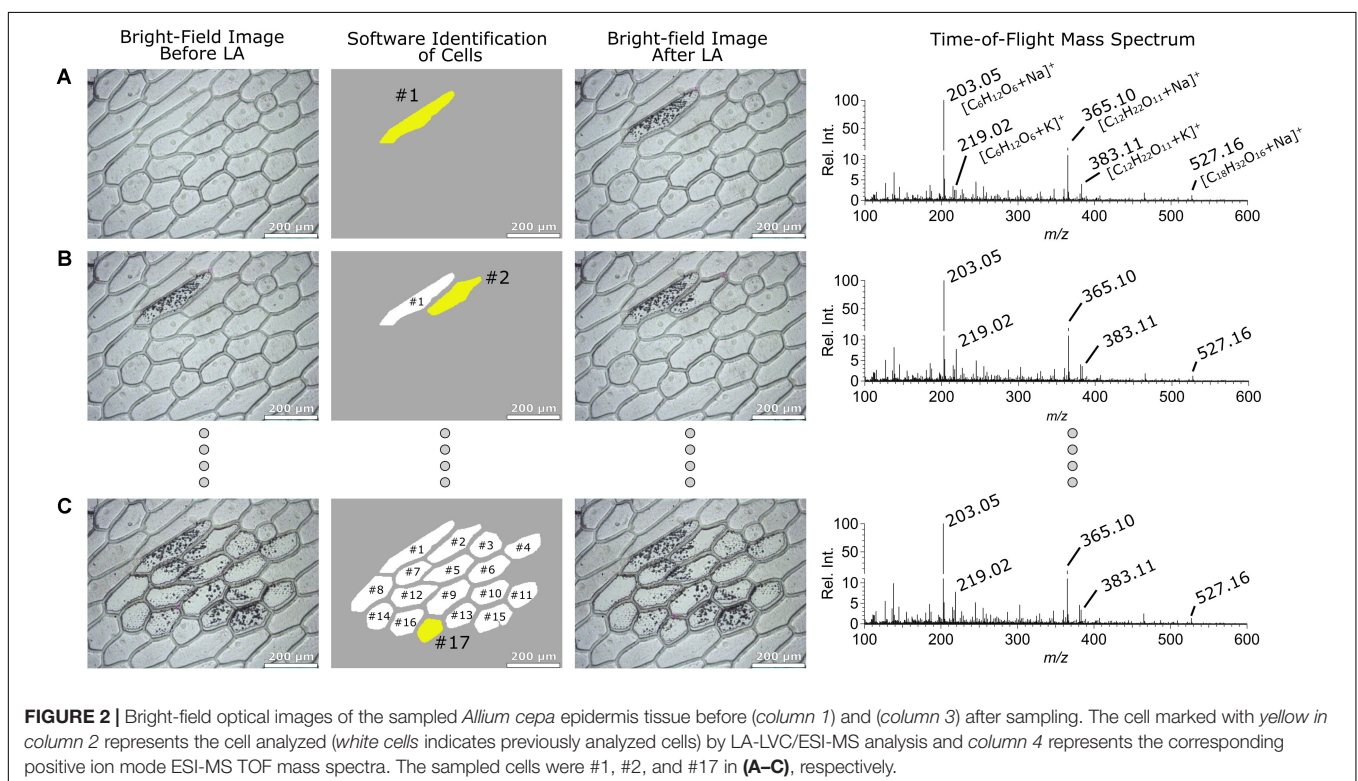 Bright-Field Image
Before LA
Software Identification
of Cells
Bright-field Image
After LA
Time-of-Flight Mass Spectrum
A
200 µm
#1
200 µm
200 µm
Rel. Int.
100
50
10
5
0
203.05
[C₆H₁₂O₆+Na]⁺
219.02
[C₆H₁₂O₆+K]⁺
365.10
[C₁₂H₂₂O₁₁+Na]⁺
383.11
[C₁₂H₂₂O₁₁+K]⁺
527.16
[C₁₈H₃₂O₁₆+Na]⁺
100 200 300 400 500 600
m/z
B
200 µm
#1
#2
200 µm
200 µm
Rel. Int.
100
50
10
5
0
203.05
219.02
365.10
383.11
527.16
100 200 300 400 500 600
m/z
C
200 µm
#1 #2 #3 #4
#7 #5 #6
#8 #12 #9 #10 #11
#14 #16 #13 #15
#17
200 µm
200 µm
Rel. Int.
100
50
10
5
0
203.05
219.02
365.10
383.11
527.16
100 200 300 400 500 600
m/z
FIGURE 2 | Bright-field optical images of the sampled Allium cepa epidermis tissue before (column 1) and (column 3) after sampling. The cell marked with yellow in
column 2 represents the cell analyzed (white cells indicates previously analyzed cells) by LA-LVC/ESI-MS analysis and column 4 represents the corresponding
positive ion mode ESI-MS TOF mass spectra. The sampled cells were #1, #2, and #17 in (A–C), respectively.